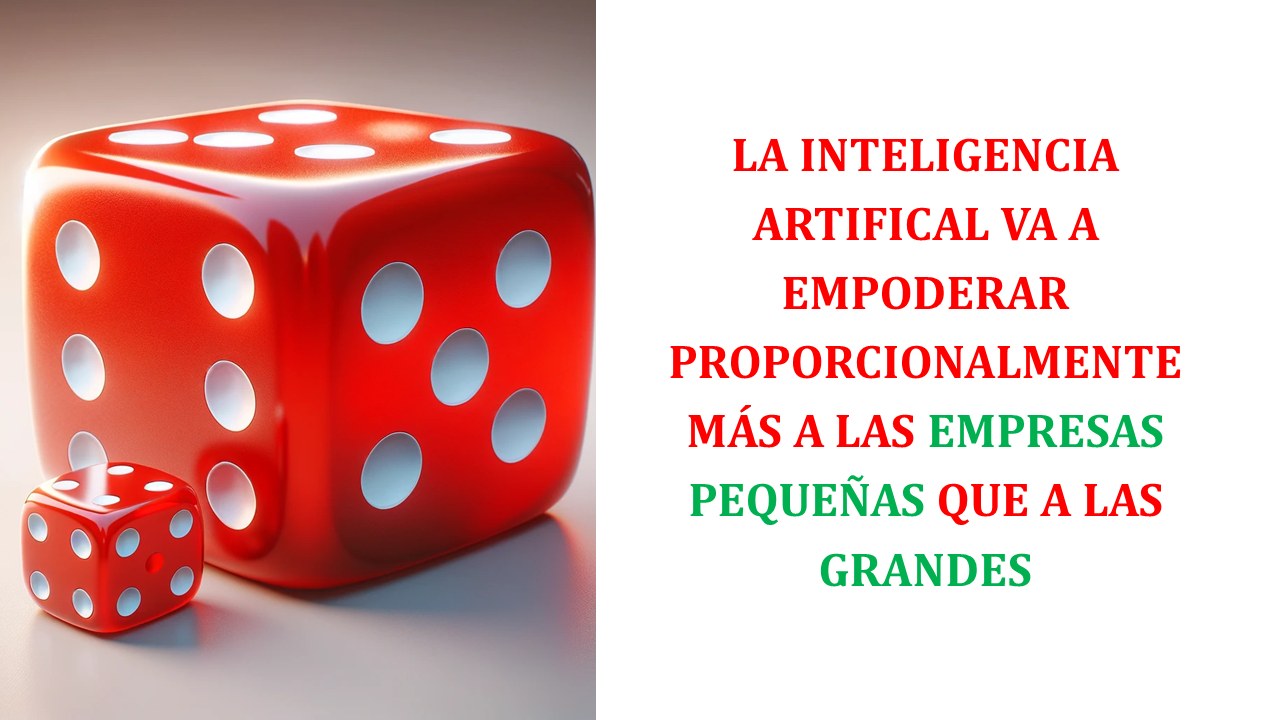 LA INTELIGENCIA
ARTIFICAL VA A
EMPODERAR
PROPORCIONALMENTE
MÁS A LAS EMPRESAS
PEQUEÑAS QUE A LAS
GRANDES